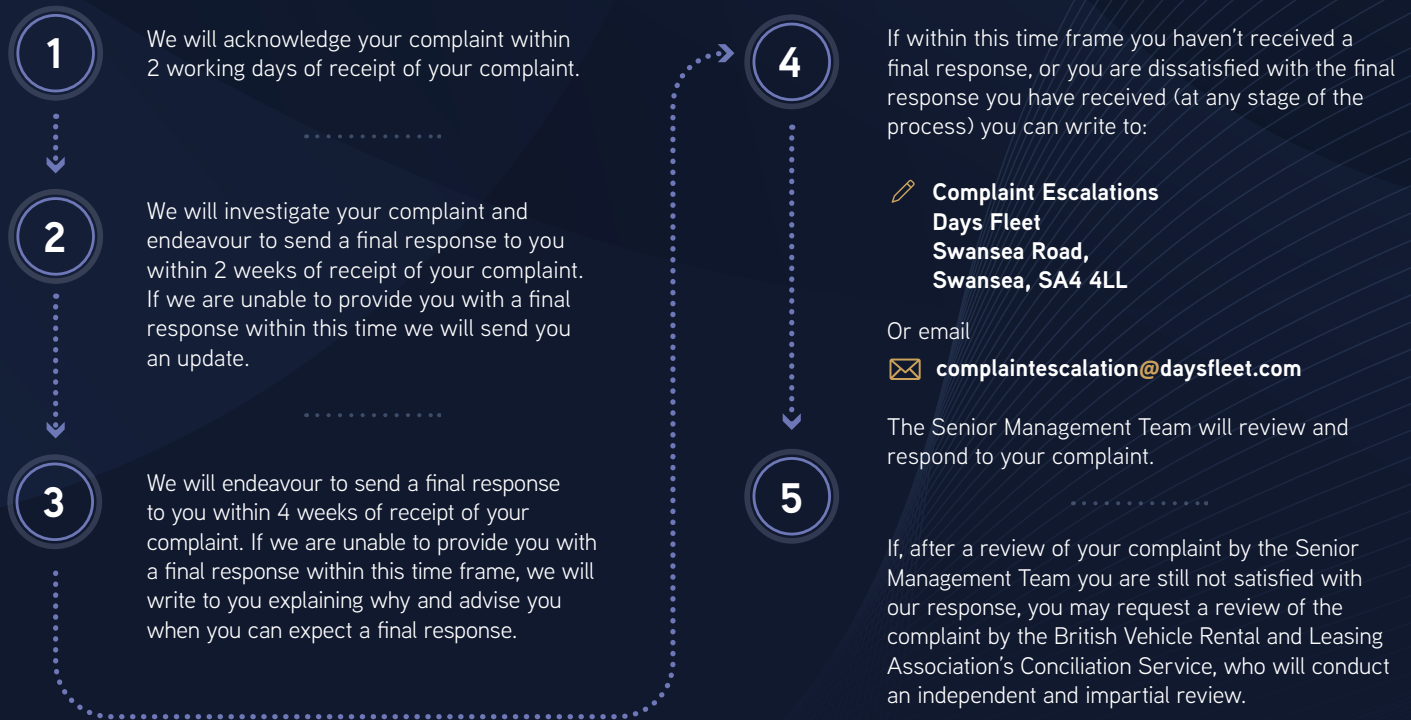 1
We will acknowledge your complaint within
2 working days of receipt of your complaint.
2
We will investigate your complaint and
endeavour to send a final response to you
within 2 weeks of receipt of your complaint.
If we are unable to provide you with a final
response within this time we will send you
an update.
3
We will endeavour to send a final response
to you within 4 weeks of receipt of your
complaint. If we are unable to provide you with
a final response within this time frame, we will
write to you explaining why and advise you
when you can expect a final response.
4
If within this time frame you haven’t received a
final response, or you are dissatisfied with the final
response you have received (at any stage of the
process) you can write to:
Complaint Escalations
Days Fleet
Swansea Road,
Swansea, SA4 4LL
Or email
complaintescalation@daysfleet.com
The Senior Management Team will review and
respond to your complaint.
5
If, after a review of your complaint by the Senior
Management Team you are still not satisfied with
our response, you may request a review of the
complaint by the British Vehicle Rental and Leasing
Association’s Conciliation Service, who will conduct
an independent and impartial review.